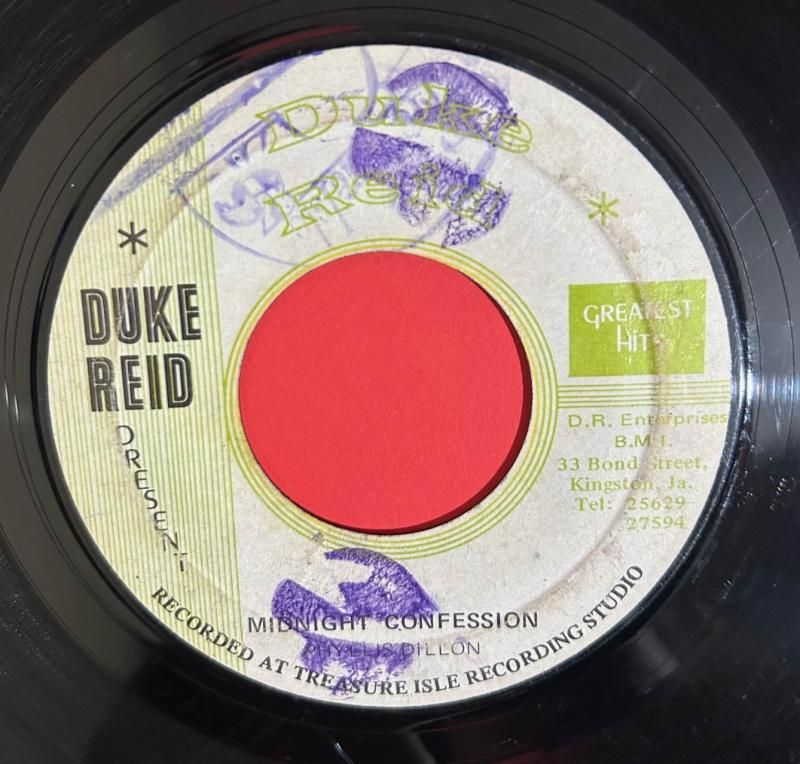 Duke
Reid
*
*
DUKE
REID
PRESENT
GREATEST
HITS
D.R. Enterprises
B.M.I.
33 Bond Street,
Kingston, Ja.
Tel: 25629
27594
MIDNIGHT CONFESSION
PHYLLIS DILLON
RECORDED AT TREASURE ISLE RECORDING STUDIO